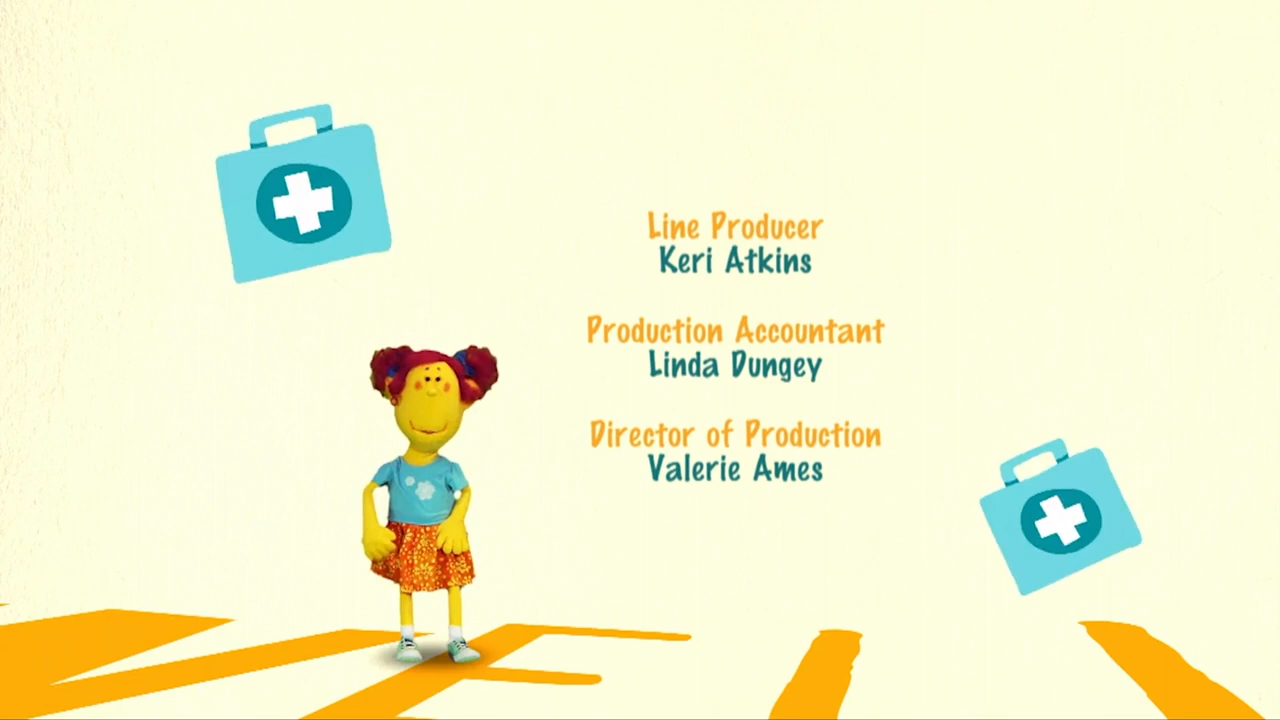 Line Producer
Keri Atkins
Production Accountant
Linda Dungey
Director of Production
Valerie Ames